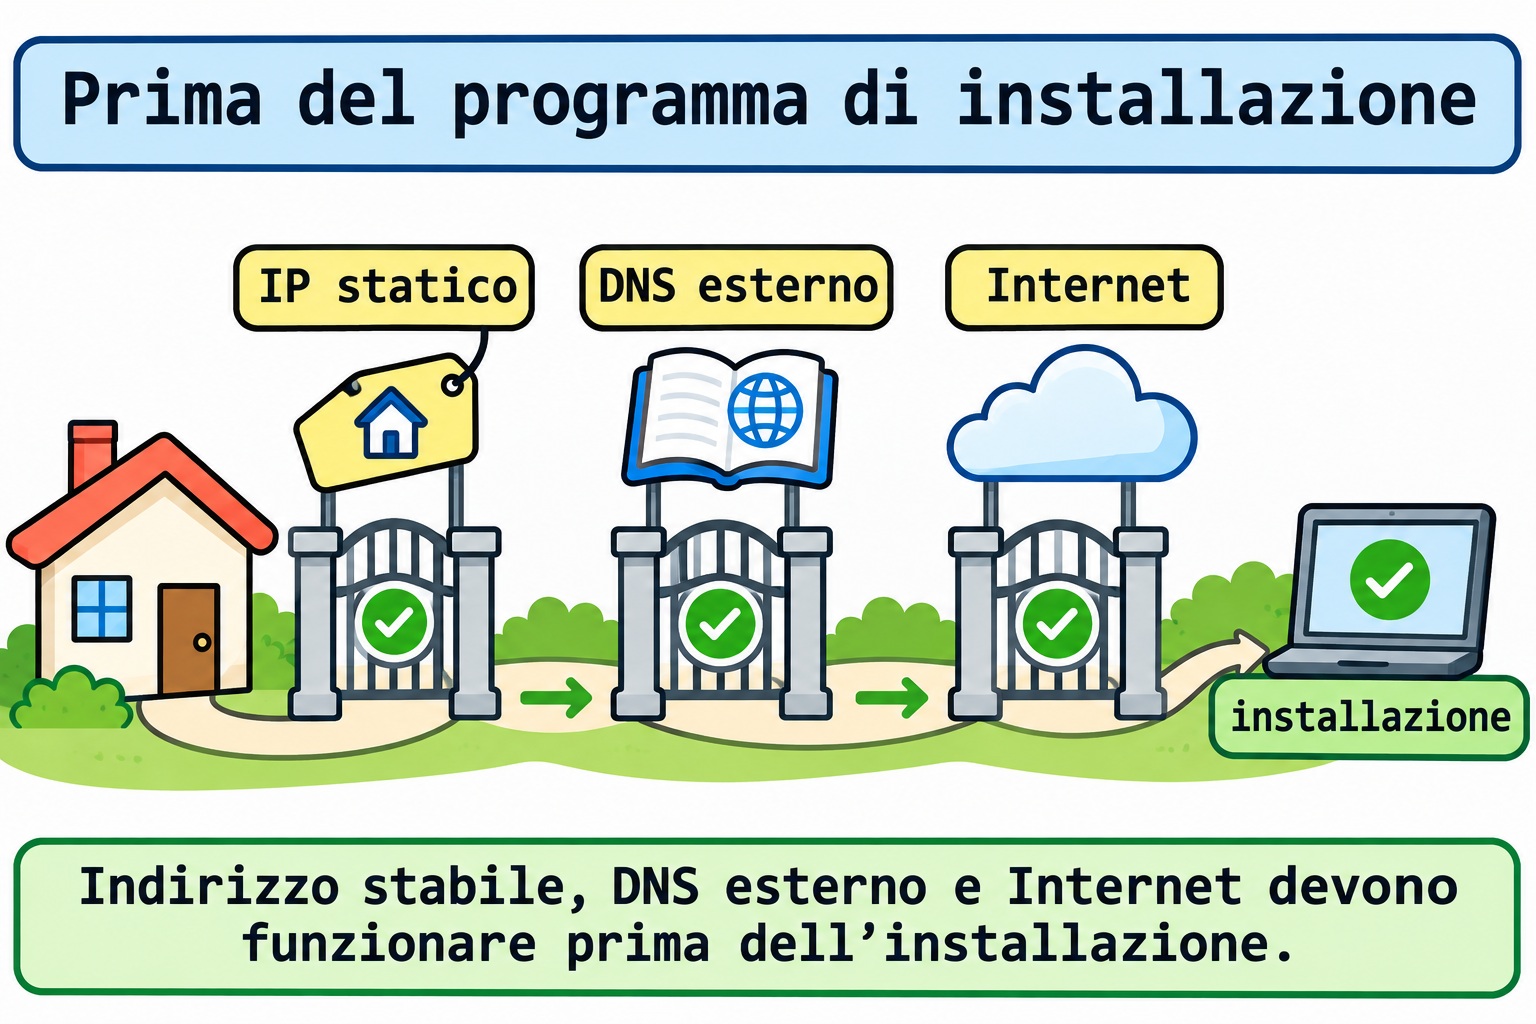 Prima del programma di installazione
IP statico
DNS esterno
Internet
installazione
Indirizzo stabile, DNS esterno e Internet devono
funzionare prima dell’installazione.